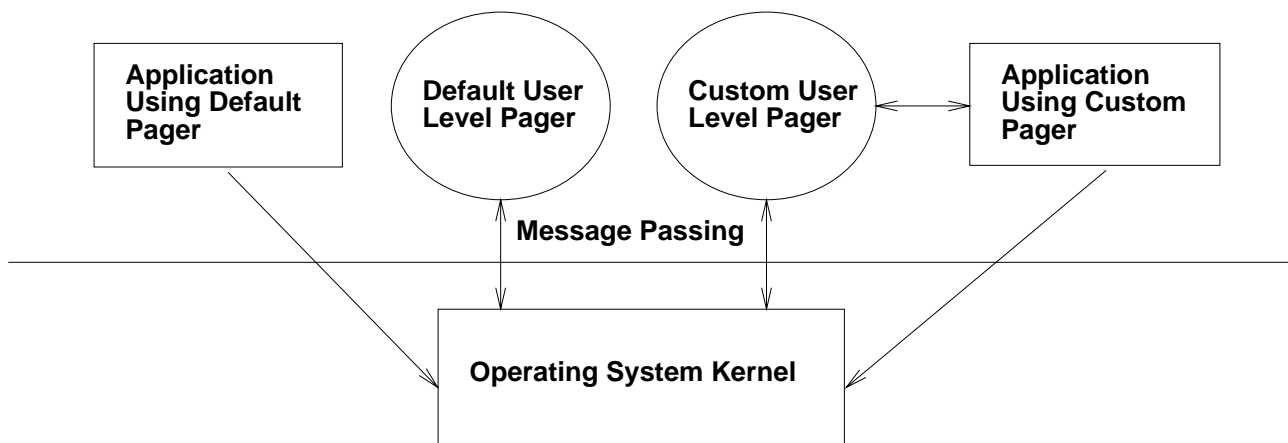 Application
Using Default
Pager
Default User
Level Pager
Custom User
Level Pager
Application
Using Custom
Pager
Message Passing
Operating System Kernel